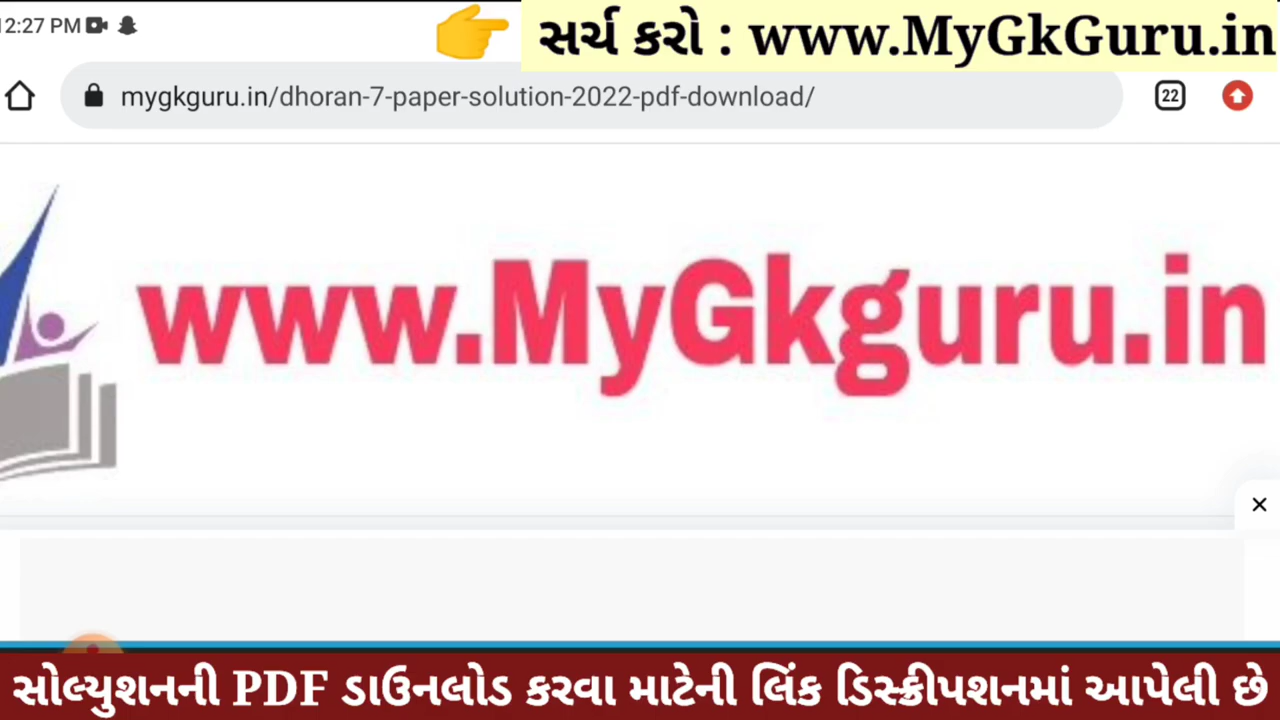 12:27 PM
સર્ચ કરો : www.MyGkGuru.in
mygkguru.in/dhoran-7-paper-solution-2022-pdf-download/
22
www.MyGkguru.in
સોલ્યુશનની PDF ડાઉનલોડ કરવા માટેની લિંક ડિસ્ક્રીપશનમાં આપેલી છે